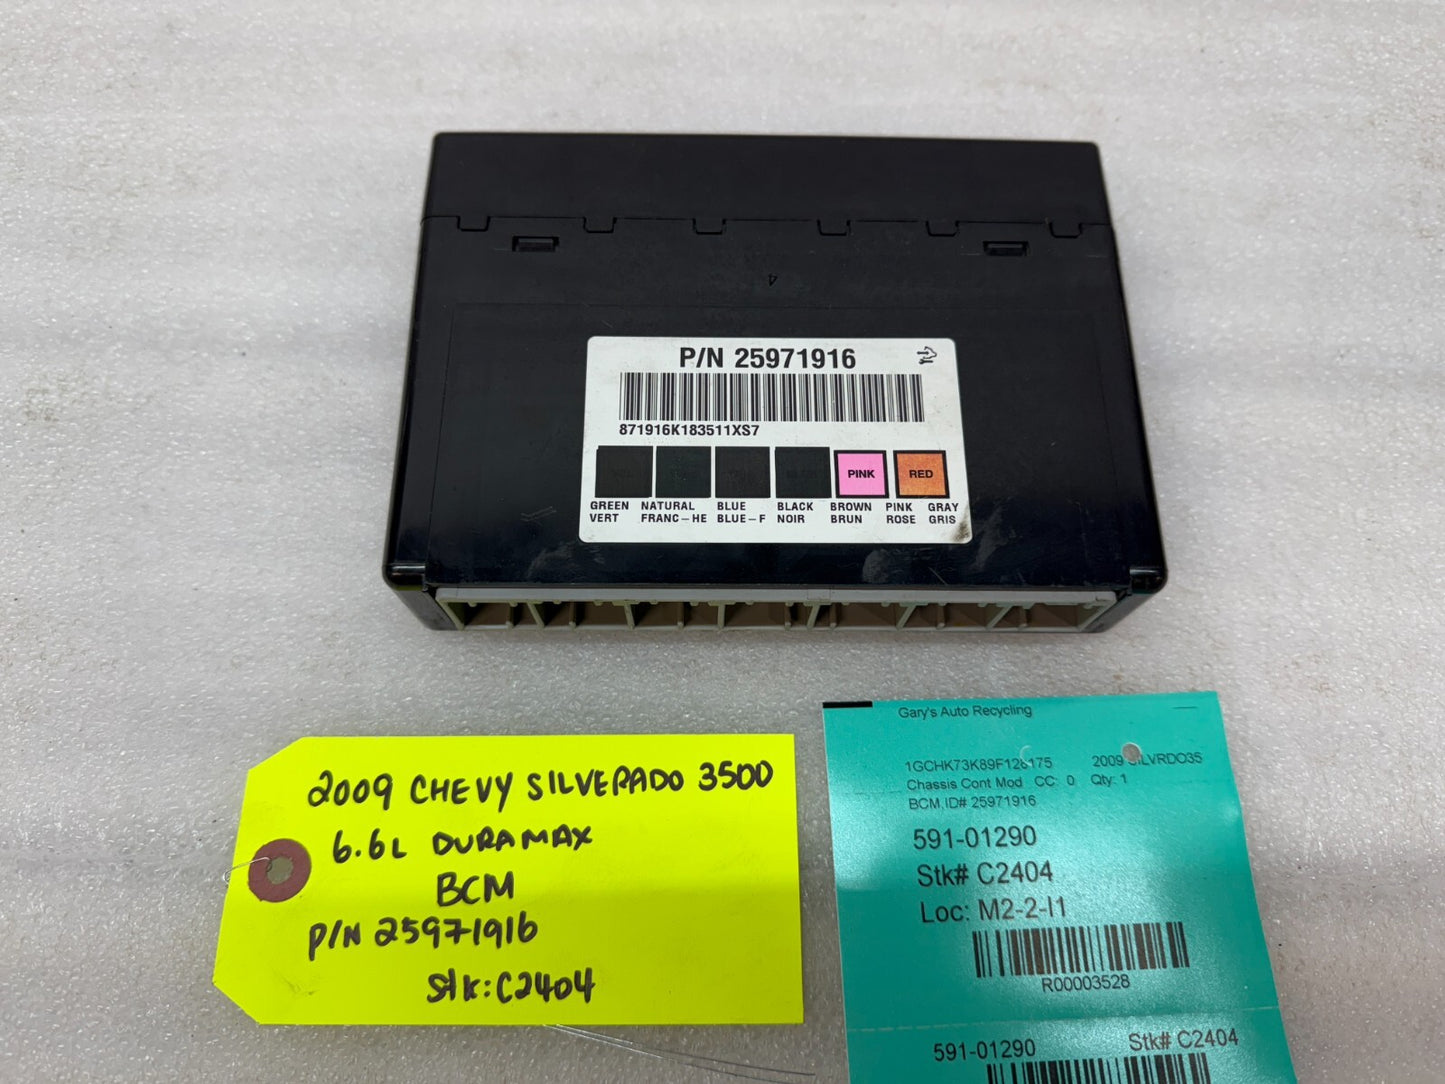 4
P/N 25971916
871916K183511XS7
PINK RED
GREEN NATURAL BLUE BLACK BROWN PINK GRAY
VERT FRANC-HE BLUE-F NOIR BRUN ROSE GRIS
2009 CHEVY SILVERADO 3500
6.6L DURAMAX
BCM
P/N 25971916
Stk: C2404
Gary's Auto Recycling
2009
Chassis Cont Mod CC: 0 Qty: 1
BCM,ID# 25971916
591-01290
Stk# C2404
Loc: M2-2-I1
R00003528
591-01290 Stk# C2404